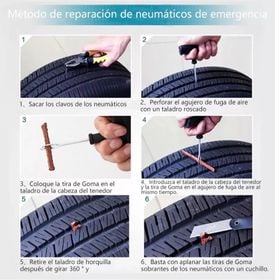 Método de reparación de neumáticos de emergencia
1
2
1、Sacar los clavos de los neumáticos
2、Perforar el agujero de fuga de aire
con un taladro roscado
3
4
3、Coloque la tira de Goma en el
taladro de la cabeza del tenedor
4、Introduzca el taladro de la cabeza del tenedor
y la tira de Goma en el agujero de fuga de aire al
mismo tiempo.
5
6
5、Retire el taladro de horquilla
después de girar 360 ° y
6、Basta con aplanar las tiras de Goma
sobrantes de los neumáticos con un cuchillo.